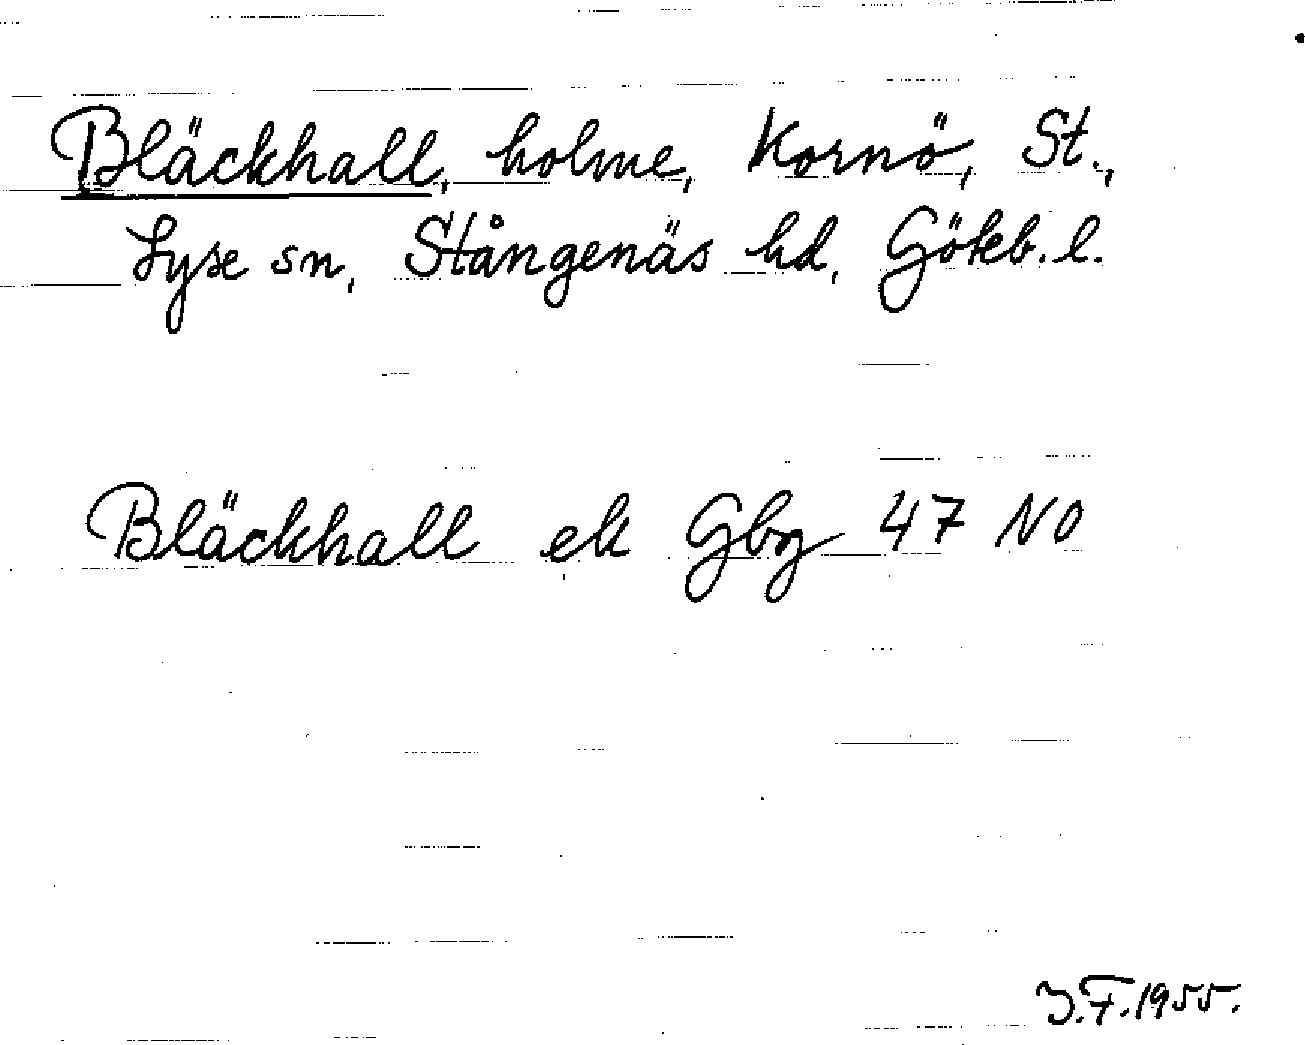 Bläckhall, holme, Kornö, St.,
Lyse sn, Stångenäs hd, Göteb. l.
Bläckhall ek Gbg 47 NO
J.F. 1955.